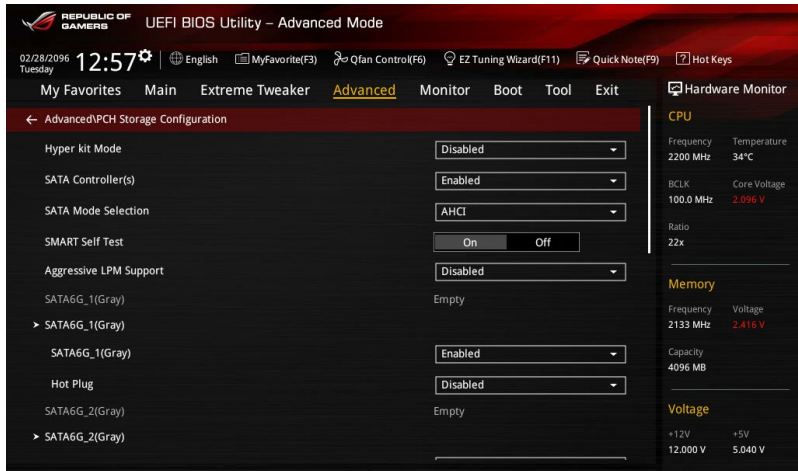 REPUBLIC OF
GAMERS
UEFI BIOS Utility – Advanced Mode
02/28/2096
Tuesday
12:57
English
MyFavorite(F3)
Qfan Control(F6)
EZ Tuning Wizard(F11)
Quick Note(F9)
? Hot Keys
My Favorites Main Extreme Tweaker Advanced Monitor Boot Tool Exit
Hardware Monitor
← Advanced\PCH Storage Configuration
Hyper kit Mode Disabled
SATA Controller(s) Enabled
SATA Mode Selection AHCI
SMART Self Test On Off
Aggressive LPM Support Disabled
SATA6G_1(Gray) Empty
> SATA6G_1(Gray)
SATA6G_1(Gray) Enabled
Hot Plug Disabled
SATA6G_2(Gray) Empty
> SATA6G_2(Gray)
CPU
Frequency Temperature
2200 MHz 34°C
BCLK Core Voltage
100.0 MHz 2.096 V
Ratio
22x
Memory
Frequency Voltage
2133 MHz 2.416 V
Capacity
4096 MB
Voltage
+12V +5V
12.000 V 5.040 V